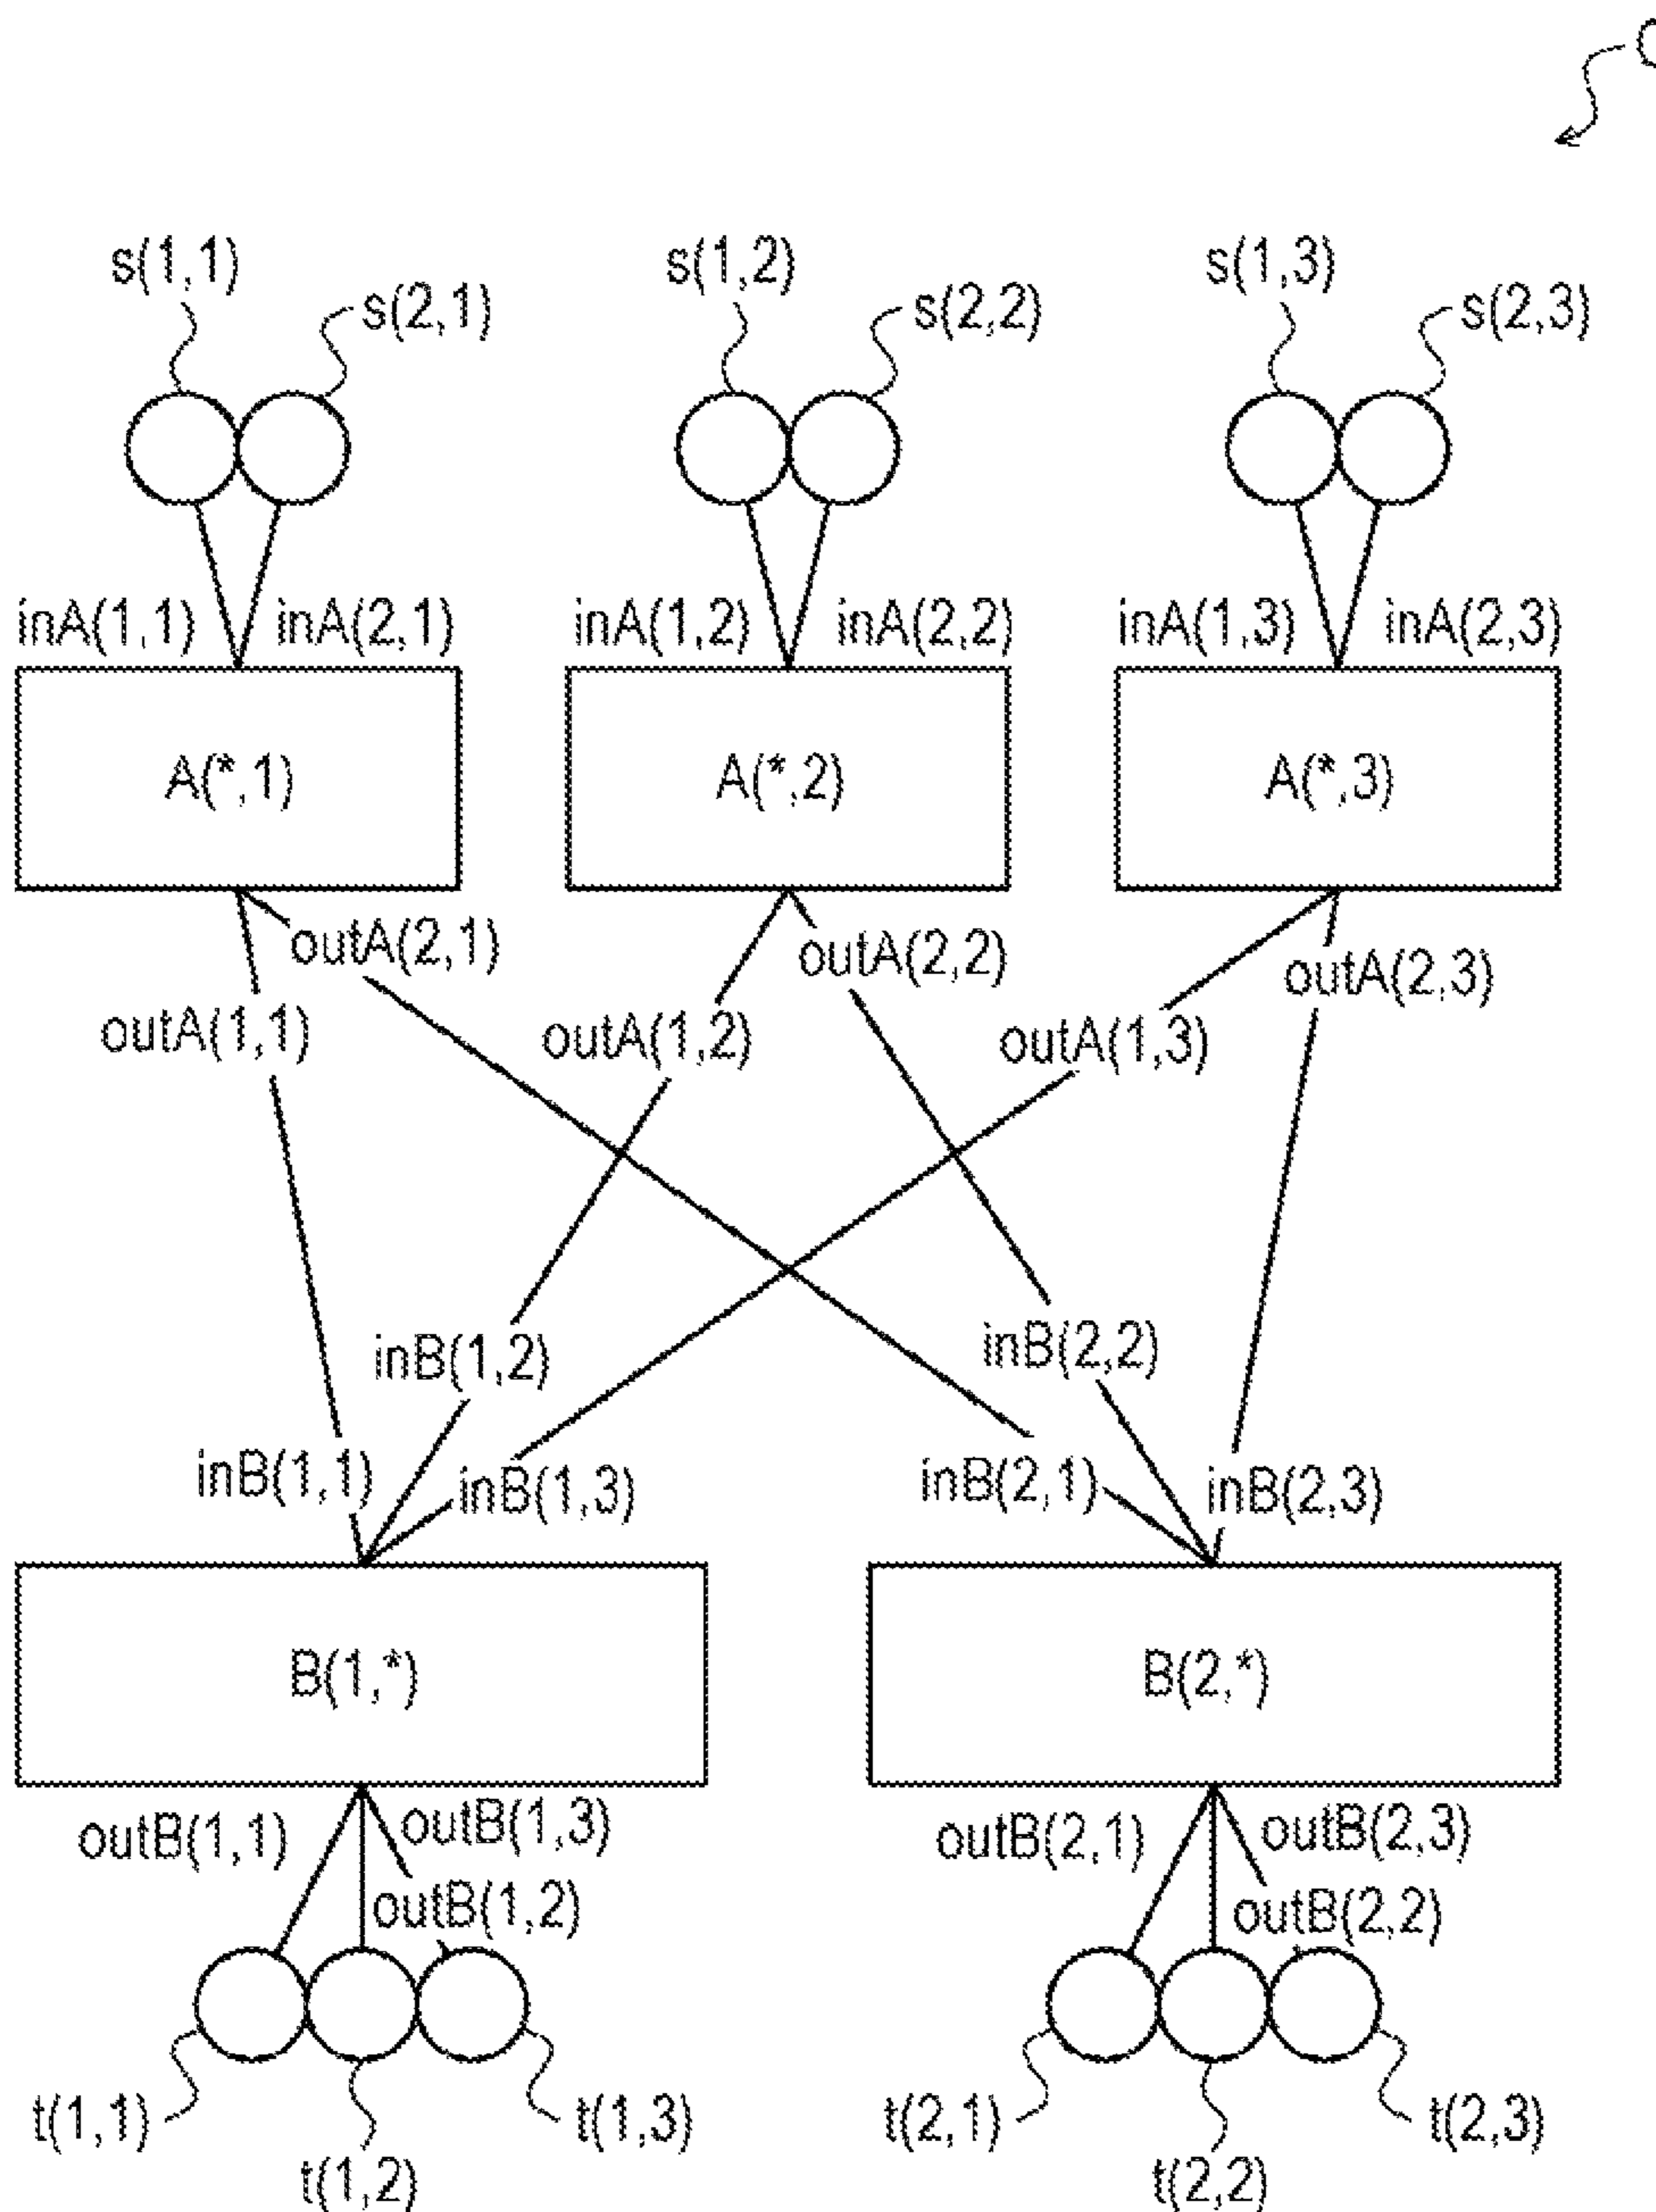 s(1,1) s(1,2) s(1,3)
s(2,1) s(2,2) s(2,3)
inA(1,1) inA(2,1) inA(1,2) inA(2,2) inA(1,3) inA(2,3)
A(*,1) A(*,2) A(*,3)
outA(2,1) outA(2,2) outA(2,3)
outA(1,1) outA(1,2) outA(1,3)
inB(1,2) inB(2,2)
inB(1,1) inB(1,3) inB(2,1) inB(2,3)
B(1,*) B(2,*)
outB(1,1) outB(1,3) outB(2,1) outB(2,3)
outB(1,2) outB(2,2)
t(1,1) t(1,3) t(2,1) t(2,3)
t(1,2) t(2,2)